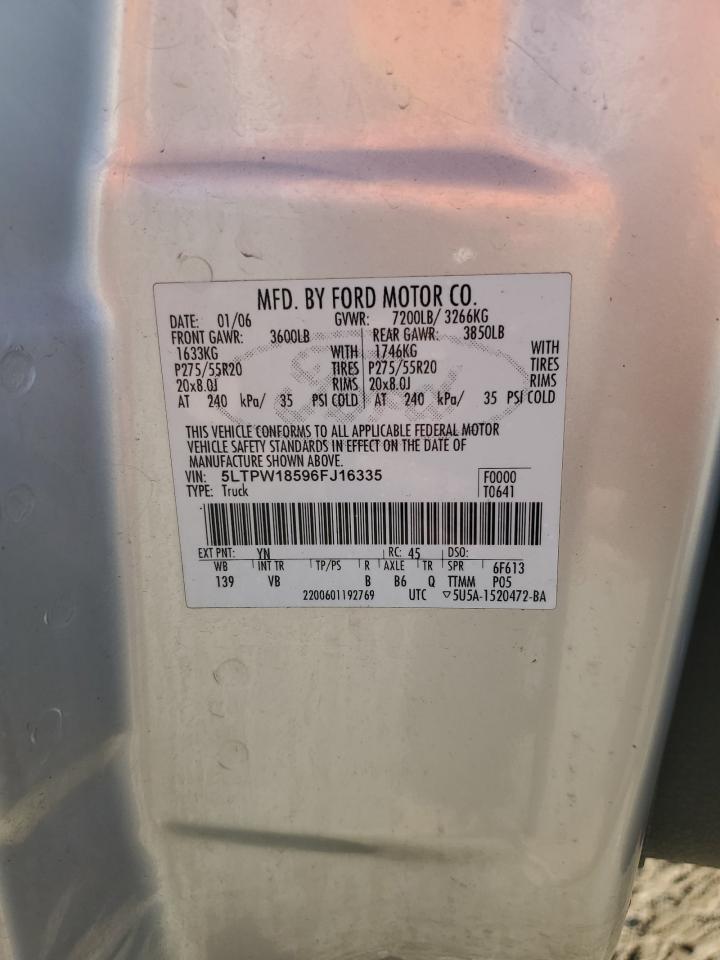 MFD. BY FORD MOTOR CO.
DATE: 01/06 GVWR: 7200LB/ 3266KG
FRONT GAWR: 3600LB REAR GAWR: 3850LB
1633KG WITH 1746KG WITH
P275/55R20 TIRES P275/55R20 TIRES
20x8.0J RIMS 20x8.0J RIMS
AT 240 kPa/ 35 PSI COLD AT 240 kPa/ 35 PSI COLD
THIS VEHICLE CONFORMS TO ALL APPLICABLE FEDERAL MOTOR
VEHICLE SAFETY STANDARDS IN EFFECT ON THE DATE OF
MANUFACTURE SHOWN ABOVE.
VIN: 5LTPW18596FJ16335 F0000
TYPE: Truck T0641
EXT PNT: YN RC: 45 DSO:
WB INT TR TP/PS R AXLE TR SPR 6F613
139 VB B B6 Q TTMM P05
2200601192769 UTC ▽5U5A-1520472-BA